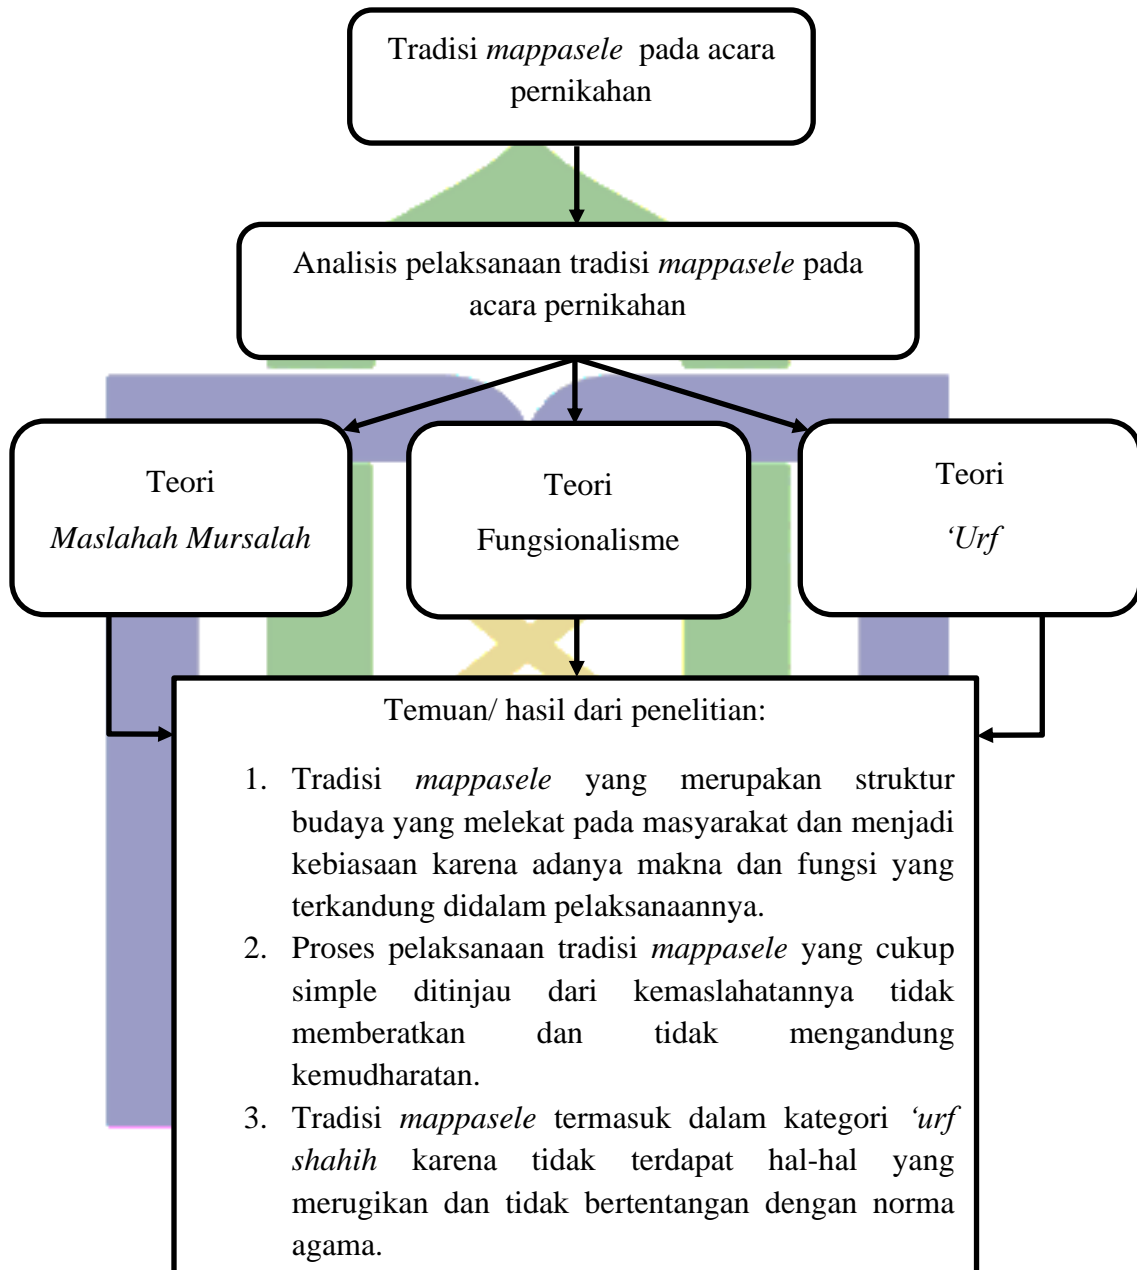 Tradisi mappasele pada acara
pernikahan
Analisis pelaksanaan tradisi mappasele pada
acara pernikahan
Teori
Maslahah Mursalah
Teori
Fungsionalisme
Teori
‘Urf
Temuan/ hasil dari penelitian:
1. Tradisi mappasele yang merupakan struktur
budaya yang melekat pada masyarakat dan menjadi
kebiasaan karena adanya makna dan fungsi yang
terkandung didalam pelaksanaannya.
2. Proses pelaksanaan tradisi mappasele yang cukup
simple ditinjau dari kemaslahatannya tidak
memberatkan dan tidak mengandung
kemudharatan.
3. Tradisi mappasele termasuk dalam kategori ‘urf
shahih karena tidak terdapat hal-hal yang
merugikan dan tidak bertentangan dengan norma
agama.